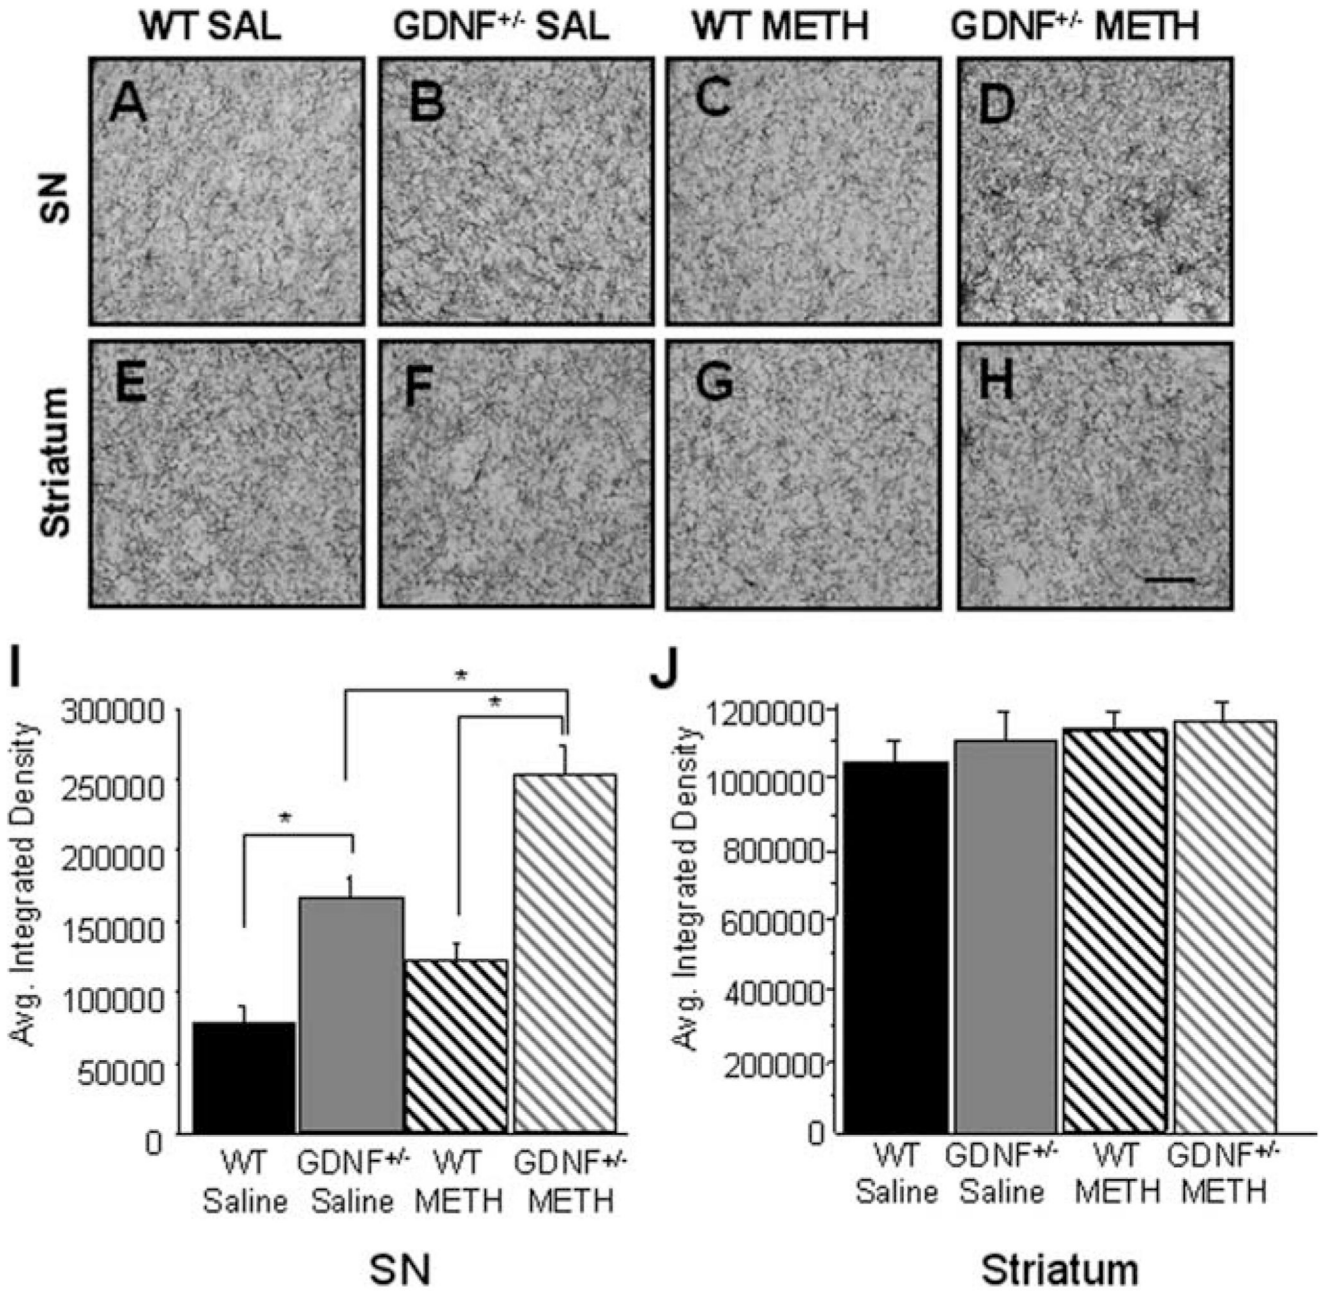 WT SAL GDNF+/- SAL WT METH GDNF+/- METH
SN
A B C D
Striatum
E F G H
I
Avg. Integrated Density
300000
250000
200000
150000
100000
50000
0
* * *
WT Saline
GDNF+/- Saline
WT METH
GDNF+/- METH
SN
J
Avg. Integrated Density
1200000
1000000
800000
600000
400000
200000
0
WT Saline
GDNF+/- Saline
WT METH
GDNF+/- METH
Striatum